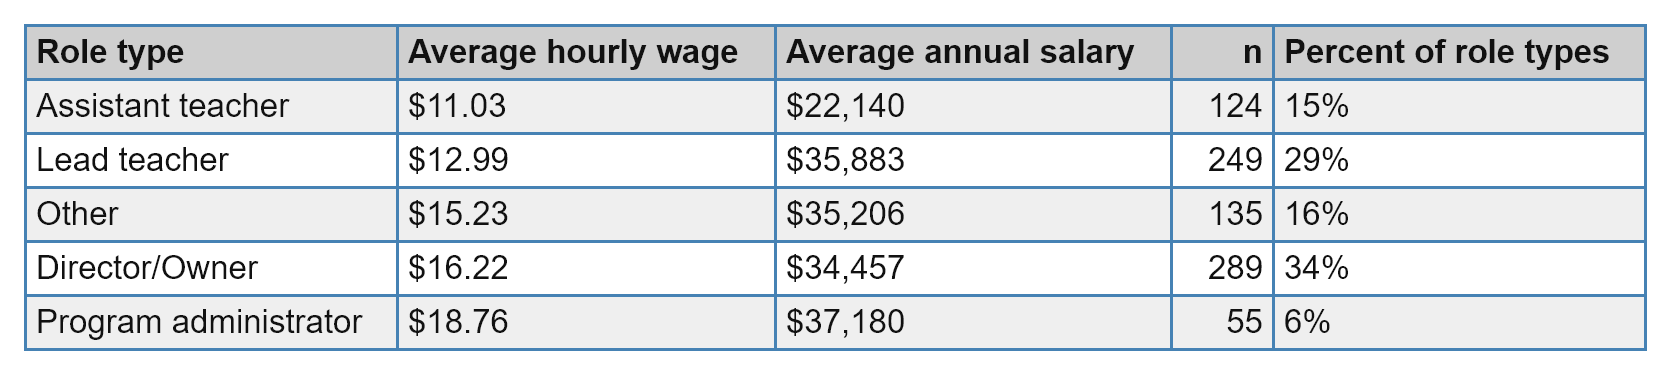 Role type Average hourly wage Average annual salary n Percent of role types
Assistant teacher $11.03 $22,140 124 15%
Lead teacher $12.99 $35,883 249 29%
Other $15.23 $35,206 135 16%
Director/Owner $16.22 $34,457 289 34%
Program administrator $18.76 $37,180 55 6%